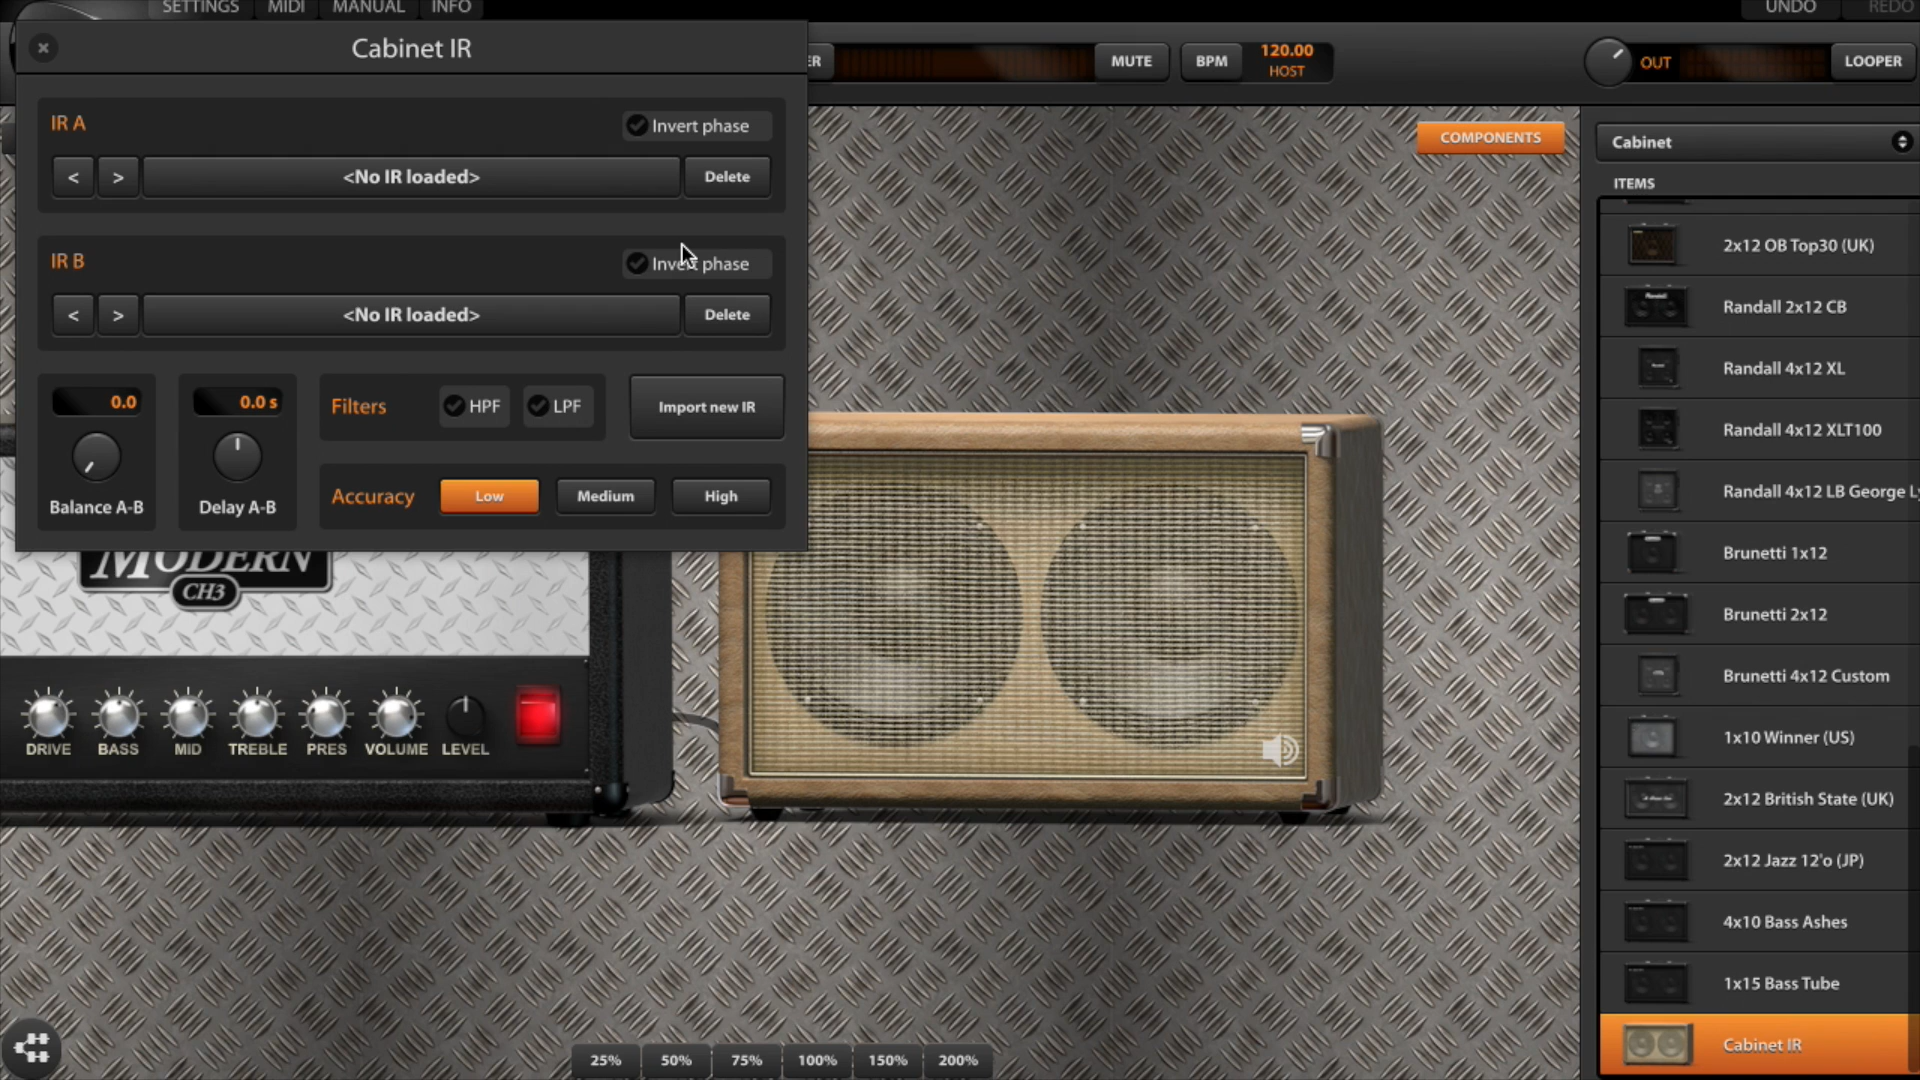 SETTINGS MIDI MANUAL INFO UNDO REDO
Cabinet IR
ER MUTE BPM 120.00 HOST OUT LOOPER
IR A Invert phase
< > <No IR loaded> Delete
IR B Invert phase
< > <No IR loaded> Delete
0.0 0.0 s Filters HPF LPF Import new IR
Balance A-B Delay A-B Accuracy Low Medium High
MODERN
CH3
DRIVE BASS MID TREBLE PRES VOLUME LEVEL
COMPONENTS
Cabinet
ITEMS
2x12 OB Top30 (UK)
Randall 2x12 CB
Randall 4x12 XL
Randall 4x12 XLT100
Randall 4x12 LB George Ly
Brunetti 1x12
Brunetti 2x12
Brunetti 4x12 Custom
1x10 Winner (US)
2x12 British State (UK)
2x12 Jazz 12'o (JP)
4x10 Bass Ashes
1x15 Bass Tube
Cabinet IR
25% 50% 75% 100% 150% 200%